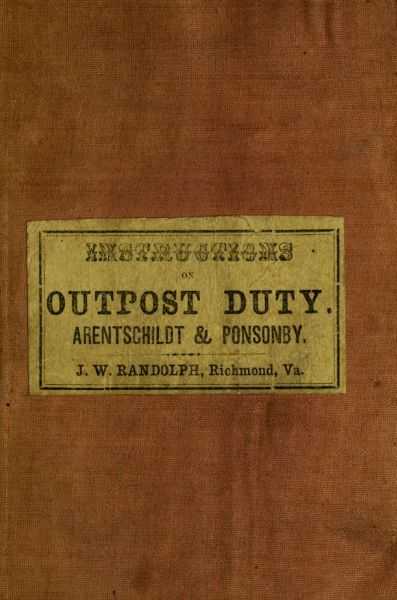 INSTRUCTIONS
ON
OUTPOST DUTY.
ARENTSCHILDT & PONSONBY.
J. W. RANDOLPH, Richmond, Va.